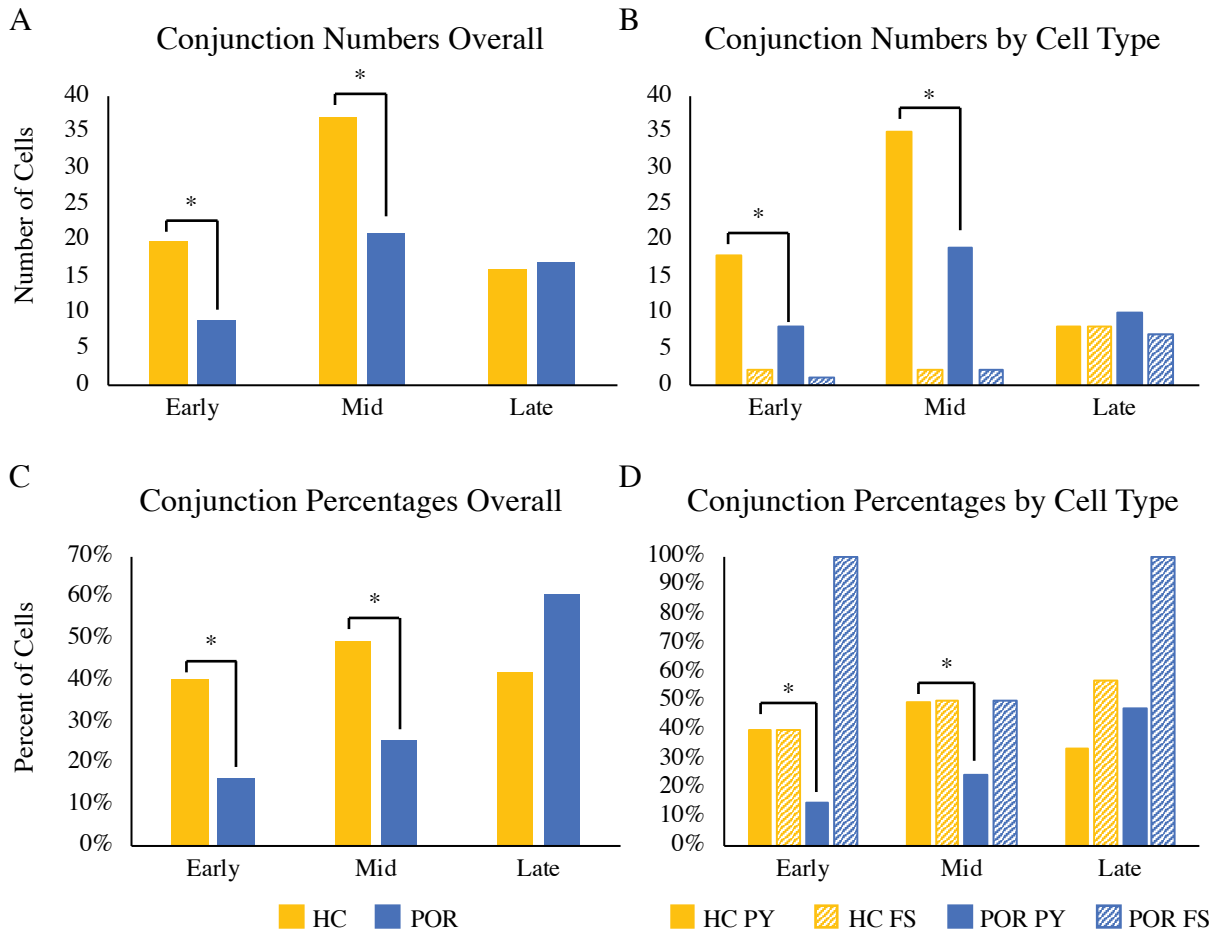 A
Conjunction Numbers Overall
Number of Cells
40
35
30
25
20
15
10
5
0
*
*
Early Mid Late
B
Conjunction Numbers by Cell Type
40
35
30
25
20
15
10
5
0
*
*
Early Mid Late
C
Conjunction Percentages Overall
Percent of Cells
70%
60%
50%
40%
30%
20%
10%
0%
*
*
Early Mid Late
HC POR
D
Conjunction Percentages by Cell Type
100%
90%
80%
70%
60%
50%
40%
30%
20%
10%
0%
*
*
Early Mid Late
HC PY HC FS POR PY POR FS